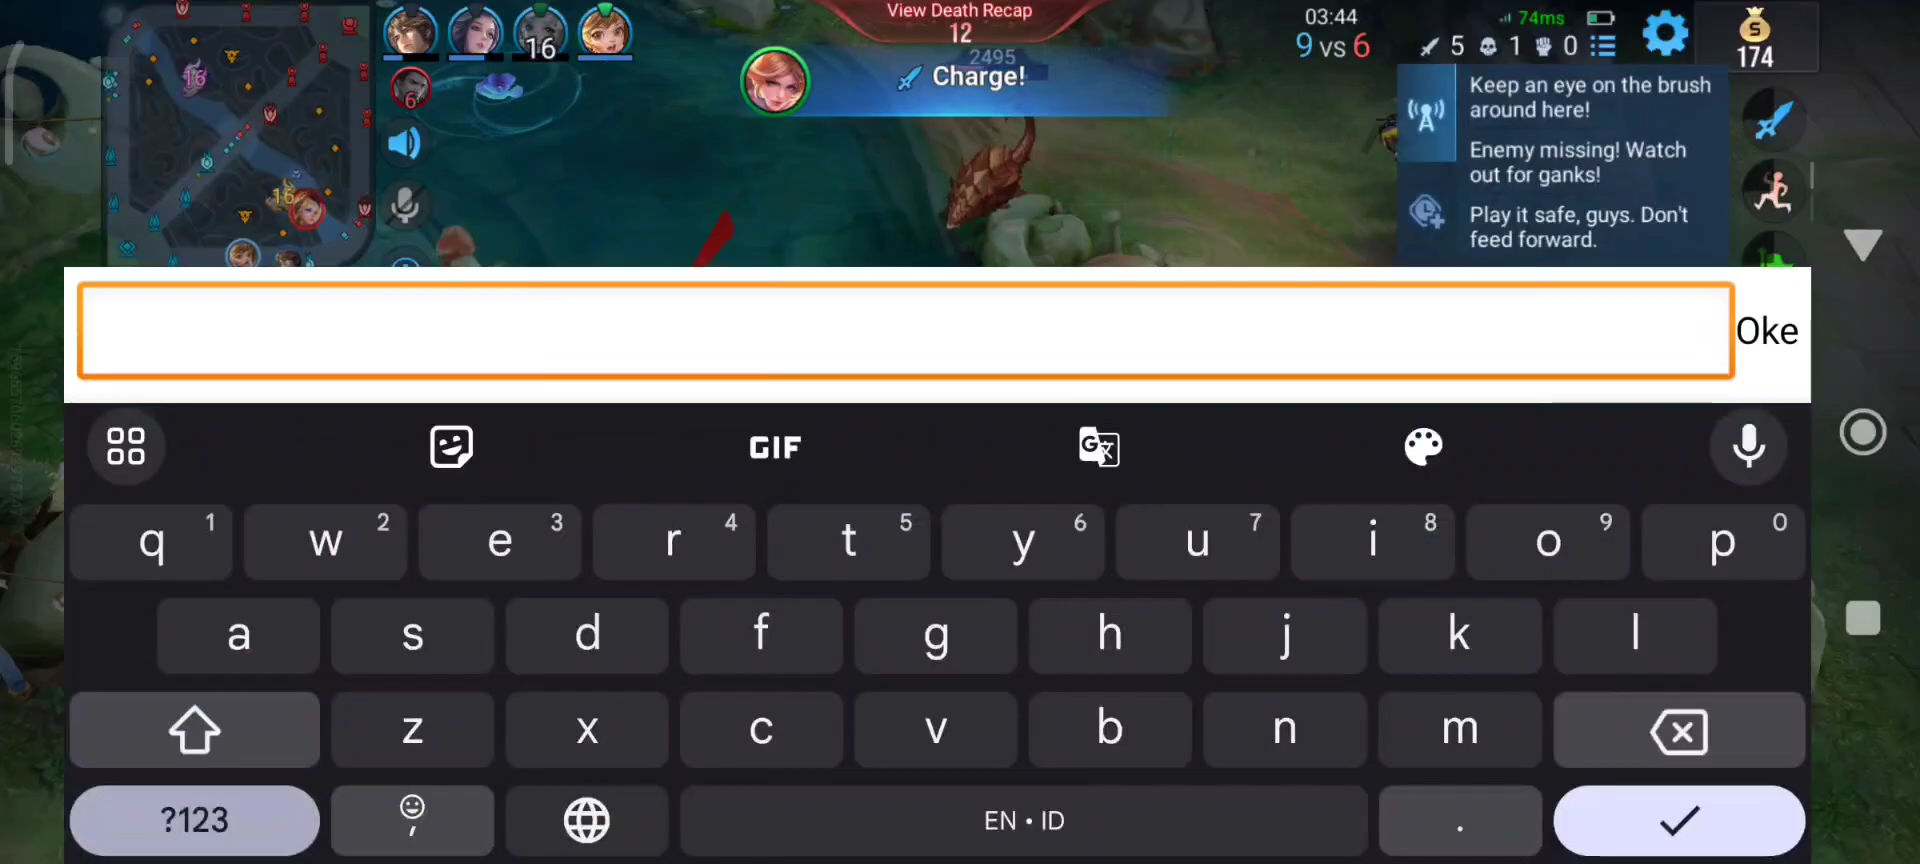 View Death Recap
12
03:44
74ms
9 vs 6
5 1 0
174
2495
Charge!
16
6
16
16
Keep an eye on the brush
around here!
Enemy missing! Watch
out for ganks!
Play it safe, guys. Don't
feed forward.
Oke
GIF
q 1 w 2 e 3 r 4 t 5 y 6 u 7 i 8 o 9 p 0
a s d f g h j k l
z x c v b n m
?123 , EN • ID .